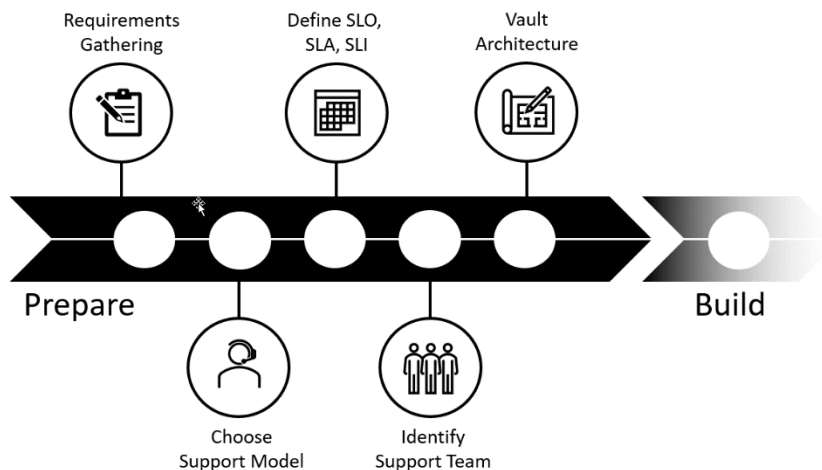 Requirements
Gathering
Define SLO,
SLA, SLI
Vault
Architecture
Prepare
Build
Choose
Support Model
Identify
Support Team